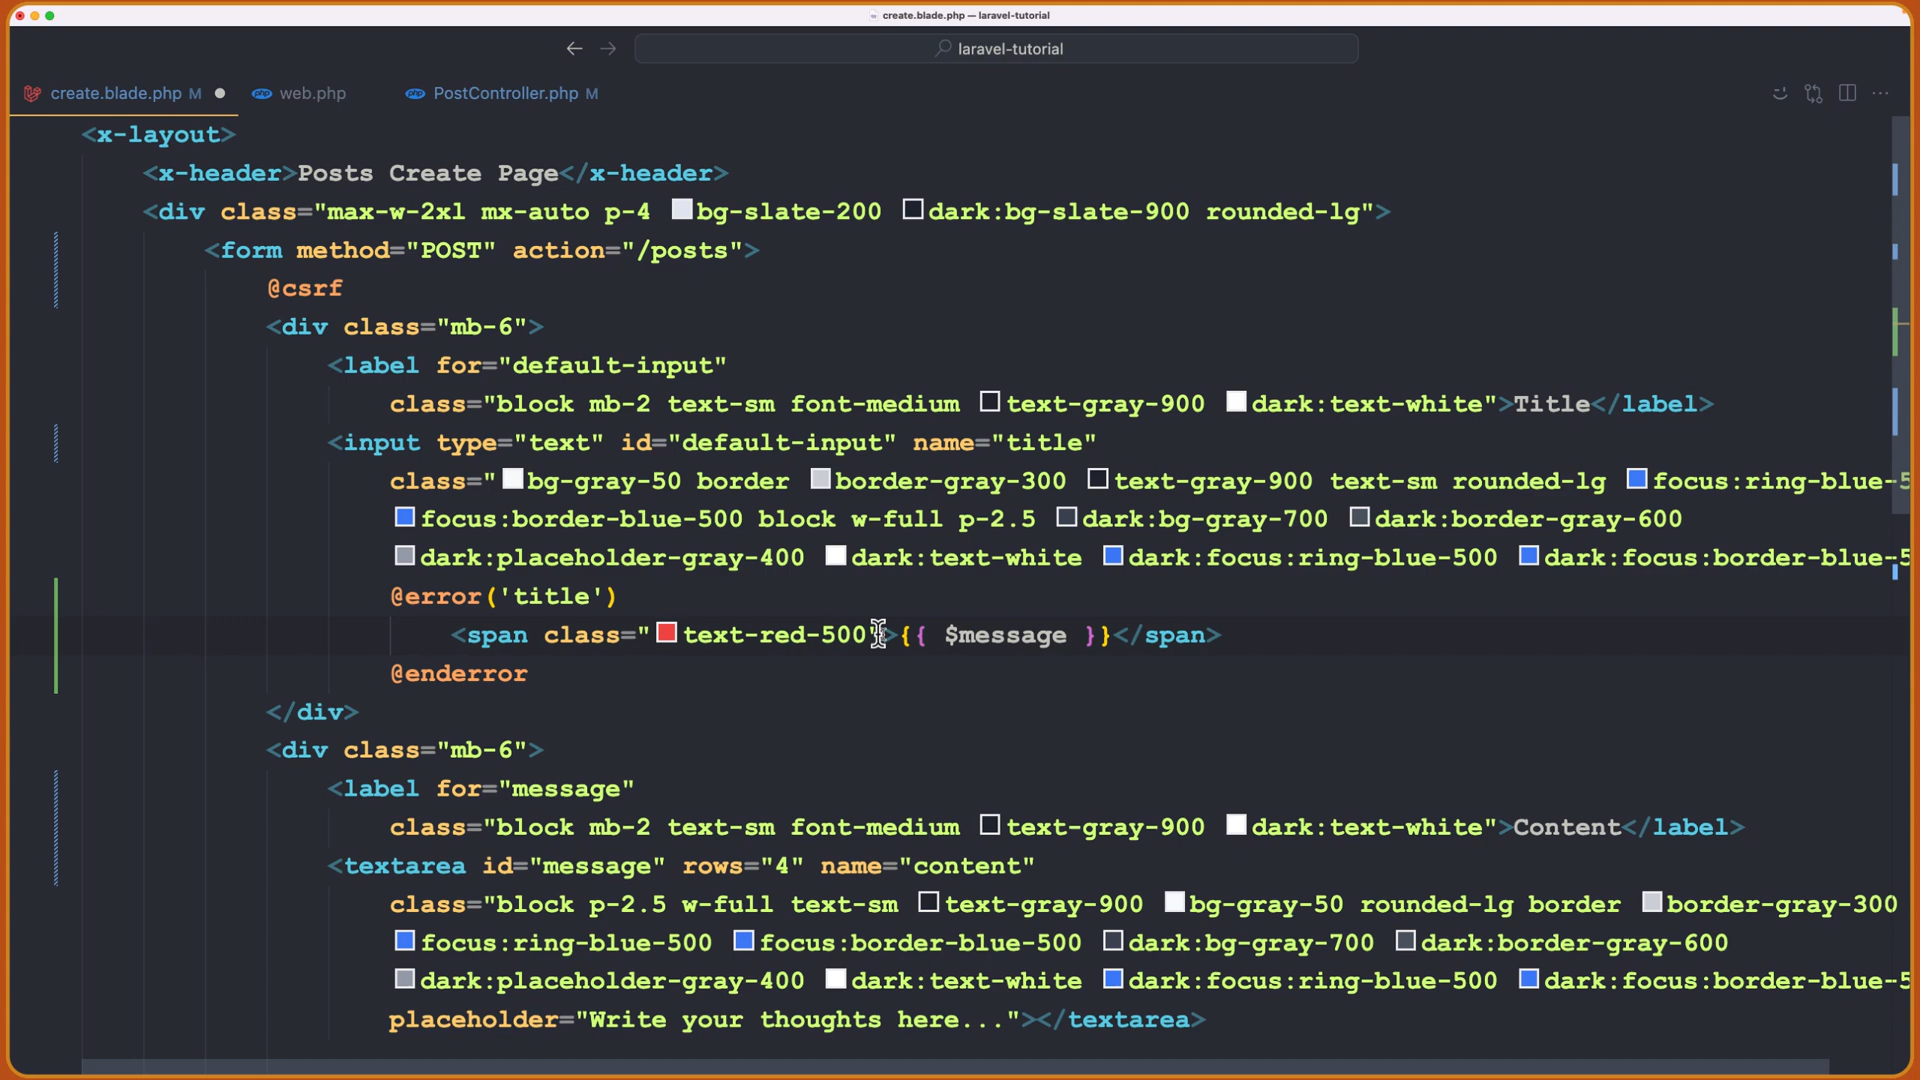 create.blade.php — laravel-tutorial
laravel-tutorial
create.blade.php M
web.php
PostController.php M
<x-layout>
<x-header>Posts Create Page</x-header>
<div class="max-w-2xl mx-auto p-4 bg-slate-200 dark:bg-slate-900 rounded-lg">
<form method="POST" action="/posts">
@csrf
<div class="mb-6">
<label for="default-input"
class="block mb-2 text-sm font-medium text-gray-900 dark:text-white">Title</label>
<input type="text" id="default-input" name="title"
class="bg-gray-50 border border-gray-300 text-gray-900 text-sm rounded-lg focus:ring-blue-5
focus:border-blue-500 block w-full p-2.5 dark:bg-gray-700 dark:border-gray-600
dark:placeholder-gray-400 dark:text-white dark:focus:ring-blue-500 dark:focus:border-blue-5
@error('title')
<span class="text-red-500">{{ $message }}</span>
@enderror
</div>
<div class="mb-6">
<label for="message"
class="block mb-2 text-sm font-medium text-gray-900 dark:text-white">Content</label>
<textarea id="message" rows="4" name="content"
class="block p-2.5 w-full text-sm text-gray-900 bg-gray-50 rounded-lg border border-gray-300
focus:ring-blue-500 focus:border-blue-500 dark:bg-gray-700 dark:border-gray-600
dark:placeholder-gray-400 dark:text-white dark:focus:ring-blue-500 dark:focus:border-blue-5
placeholder="Write your thoughts here..."></textarea>